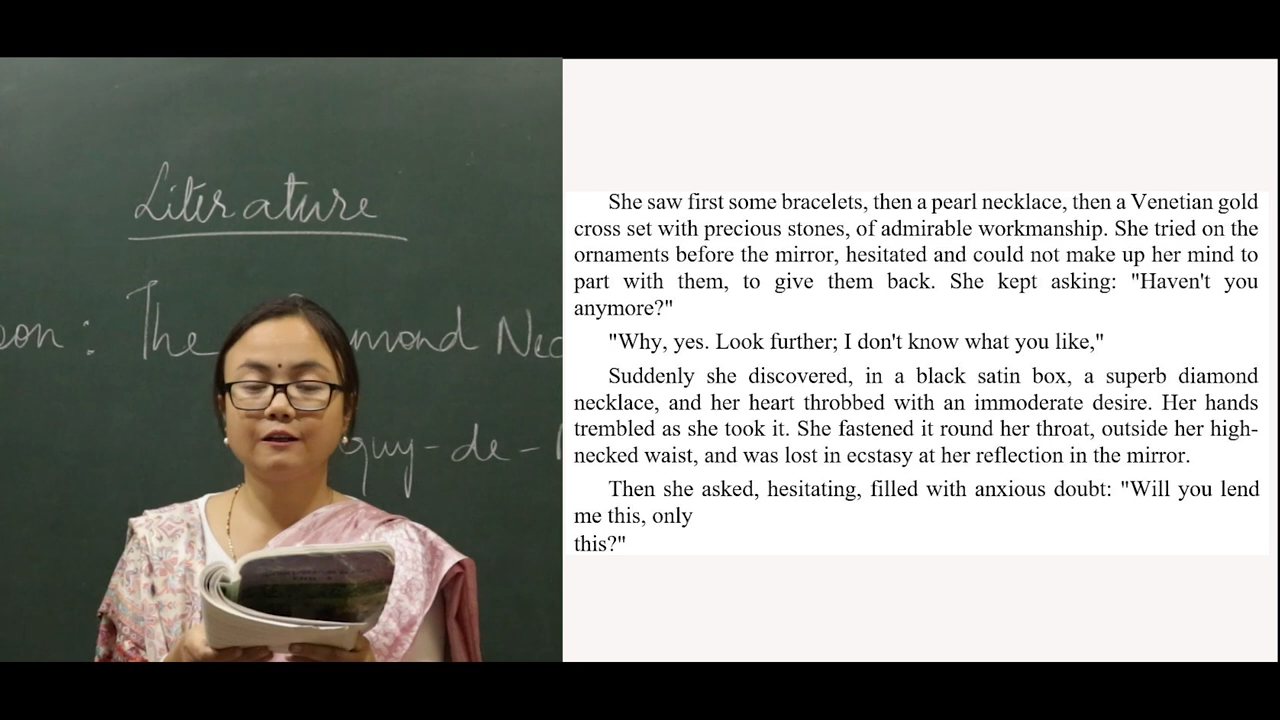 Literature
son : The Diamond Nec
guy-de-
She saw first some bracelets, then a pearl necklace, then a Venetian gold
cross set with precious stones, of admirable workmanship. She tried on the
ornaments before the mirror, hesitated and could not make up her mind to
part with them, to give them back. She kept asking: "Haven't you
anymore?"
"Why, yes. Look further; I don't know what you like,"
Suddenly she discovered, in a black satin box, a superb diamond
necklace, and her heart throbbed with an immoderate desire. Her hands
trembled as she took it. She fastened it round her throat, outside her high-
necked waist, and was lost in ecstasy at her reflection in the mirror.
Then she asked, hesitating, filled with anxious doubt: "Will you lend
me this, only
this?"